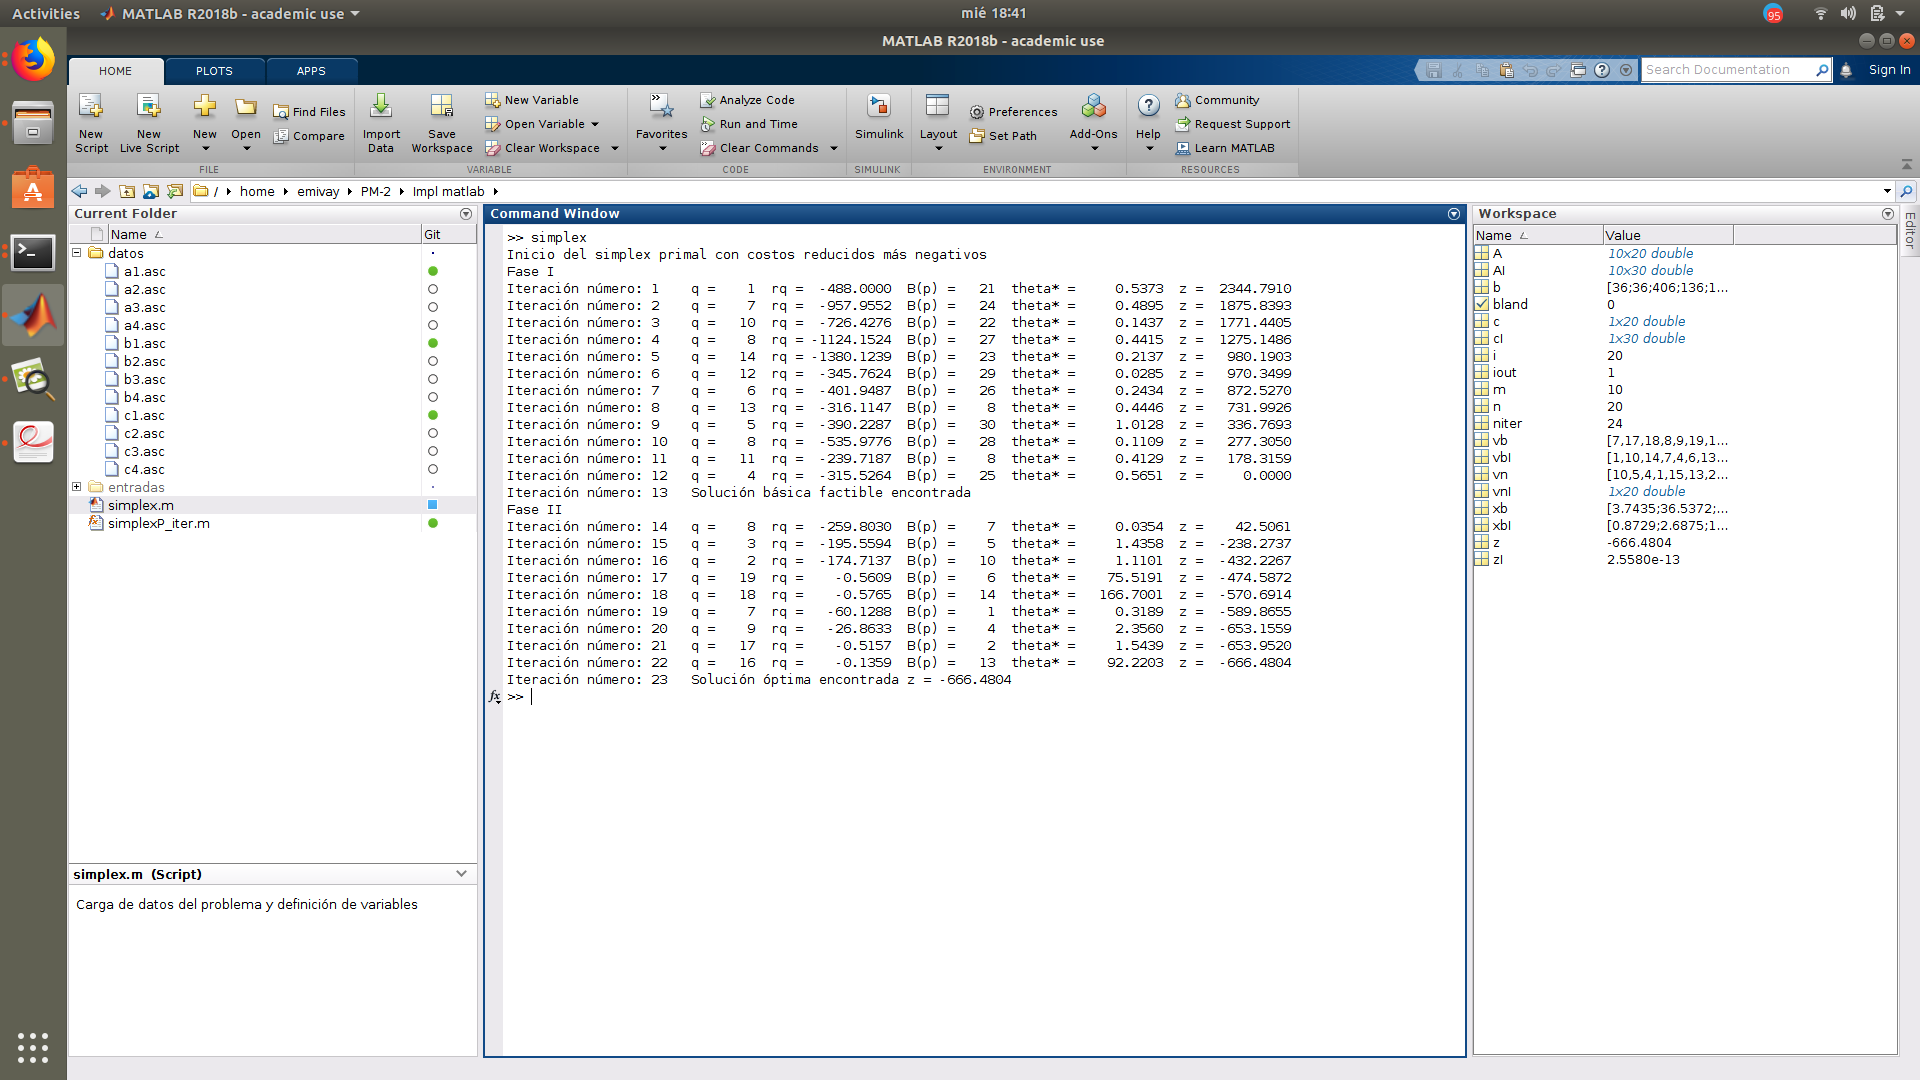 Activities MATLAB R2018b - academic use mié 18:41 95
MATLAB R2018b - academic use
HOME PLOTS APPS Search Documentation Sign In
New Script
New Live Script
New
Open
Find Files
Compare
FILE
Import Data
Save Workspace
New Variable
Open Variable
Clear Workspace
VARIABLE
Favorites
Analyze Code
Run and Time
Clear Commands
CODE
Simulink
SIMULINK
Layout
Preferences
Set Path
Add-Ons
ENVIRONMENT
Help
Community
Request Support
Learn MATLAB
RESOURCES
/ home emivay PM-2 Impl matlab
Current Folder
Name Git
datos
a1.asc
a2.asc
a3.asc
a4.asc
b1.asc
b2.asc
b3.asc
b4.asc
c1.asc
c2.asc
c3.asc
c4.asc
entradas
simplex.m
simplexP_iter.m
simplex.m (Script)
Carga de datos del problema y definición de variables
Command Window
>> simplex
Inicio del simplex primal con costos reducidos más negativos
Fase I
Iteración número: 1 q = 1 rq = -488.0000 B(p) = 21 theta* = 0.5373 z = 2344.7910
Iteración número: 2 q = 7 rq = -957.9552 B(p) = 24 theta* = 0.4895 z = 1875.8393
Iteración número: 3 q = 10 rq = -726.4276 B(p) = 22 theta* = 0.1437 z = 1771.4405
Iteración número: 4 q = 8 rq = -1124.1524 B(p) = 27 theta* = 0.4415 z = 1275.1486
Iteración número: 5 q = 14 rq = -1380.1239 B(p) = 23 theta* = 0.2137 z = 980.1903
Iteración número: 6 q = 12 rq = -345.7624 B(p) = 29 theta* = 0.0285 z = 970.3499
Iteración número: 7 q = 6 rq = -401.9487 B(p) = 26 theta* = 0.2434 z = 872.5270
Iteración número: 8 q = 13 rq = -316.1147 B(p) = 8 theta* = 0.4446 z = 731.9926
Iteración número: 9 q = 5 rq = -390.2287 B(p) = 30 theta* = 1.0128 z = 336.7693
Iteración número: 10 q = 8 rq = -535.9776 B(p) = 28 theta* = 0.1109 z = 277.3050
Iteración número: 11 q = 11 rq = -239.7187 B(p) = 8 theta* = 0.4129 z = 178.3159
Iteración número: 12 q = 4 rq = -315.5264 B(p) = 25 theta* = 0.5651 z = 0.0000
Iteración número: 13 Solución básica factible encontrada
Fase II
Iteración número: 14 q = 8 rq = -259.8030 B(p) = 7 theta* = 0.0354 z = 42.5061
Iteración número: 15 q = 3 rq = -195.5594 B(p) = 5 theta* = 1.4358 z = -238.2737
Iteración número: 16 q = 2 rq = -174.7137 B(p) = 10 theta* = 1.1101 z = -432.2267
Iteración número: 17 q = 19 rq = -0.5609 B(p) = 6 theta* = 75.5191 z = -474.5872
Iteración número: 18 q = 18 rq = -0.5765 B(p) = 14 theta* = 166.7001 z = -570.6914
Iteración número: 19 q = 7 rq = -60.1288 B(p) = 1 theta* = 0.3189 z = -589.8655
Iteración número: 20 q = 9 rq = -26.8633 B(p) = 4 theta* = 2.3560 z = -653.1559
Iteración número: 21 q = 17 rq = -0.5157 B(p) = 2 theta* = 1.5439 z = -653.9520
Iteración número: 22 q = 16 rq = -0.1359 B(p) = 13 theta* = 92.2203 z = -666.4804
Iteración número: 23 Solución óptima encontrada z = -666.4804
fx >>
Workspace
Name Value
A 10x20 double
AI 10x30 double
b [36;36;406;136;1...
bland 0
c 1x20 double
cI 1x30 double
i 20
iout 1
m 10
n 20
niter 24
vb [7,17,18,8,9,19,1...
vbI [1,10,14,7,4,6,13...
vn [10,5,4,1,15,13,2...
vnI 1x20 double
xb [3.7435;36.5372;...
xbI [0.8729;2.6875;1...
z -666.4804
zI 2.5580e-13
Editor